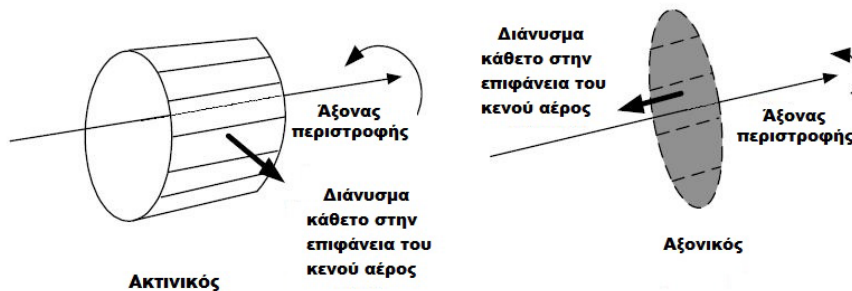 Άξονας
περιστροφής
Διάνυσμα
κάθετο στην
επιφάνεια του
κενού αέρος
Ακτινικός
Διάνυσμα
κάθετο στην
επιφάνεια του
κενού αέρος
Άξονας
περιστροφής
Αξονικός